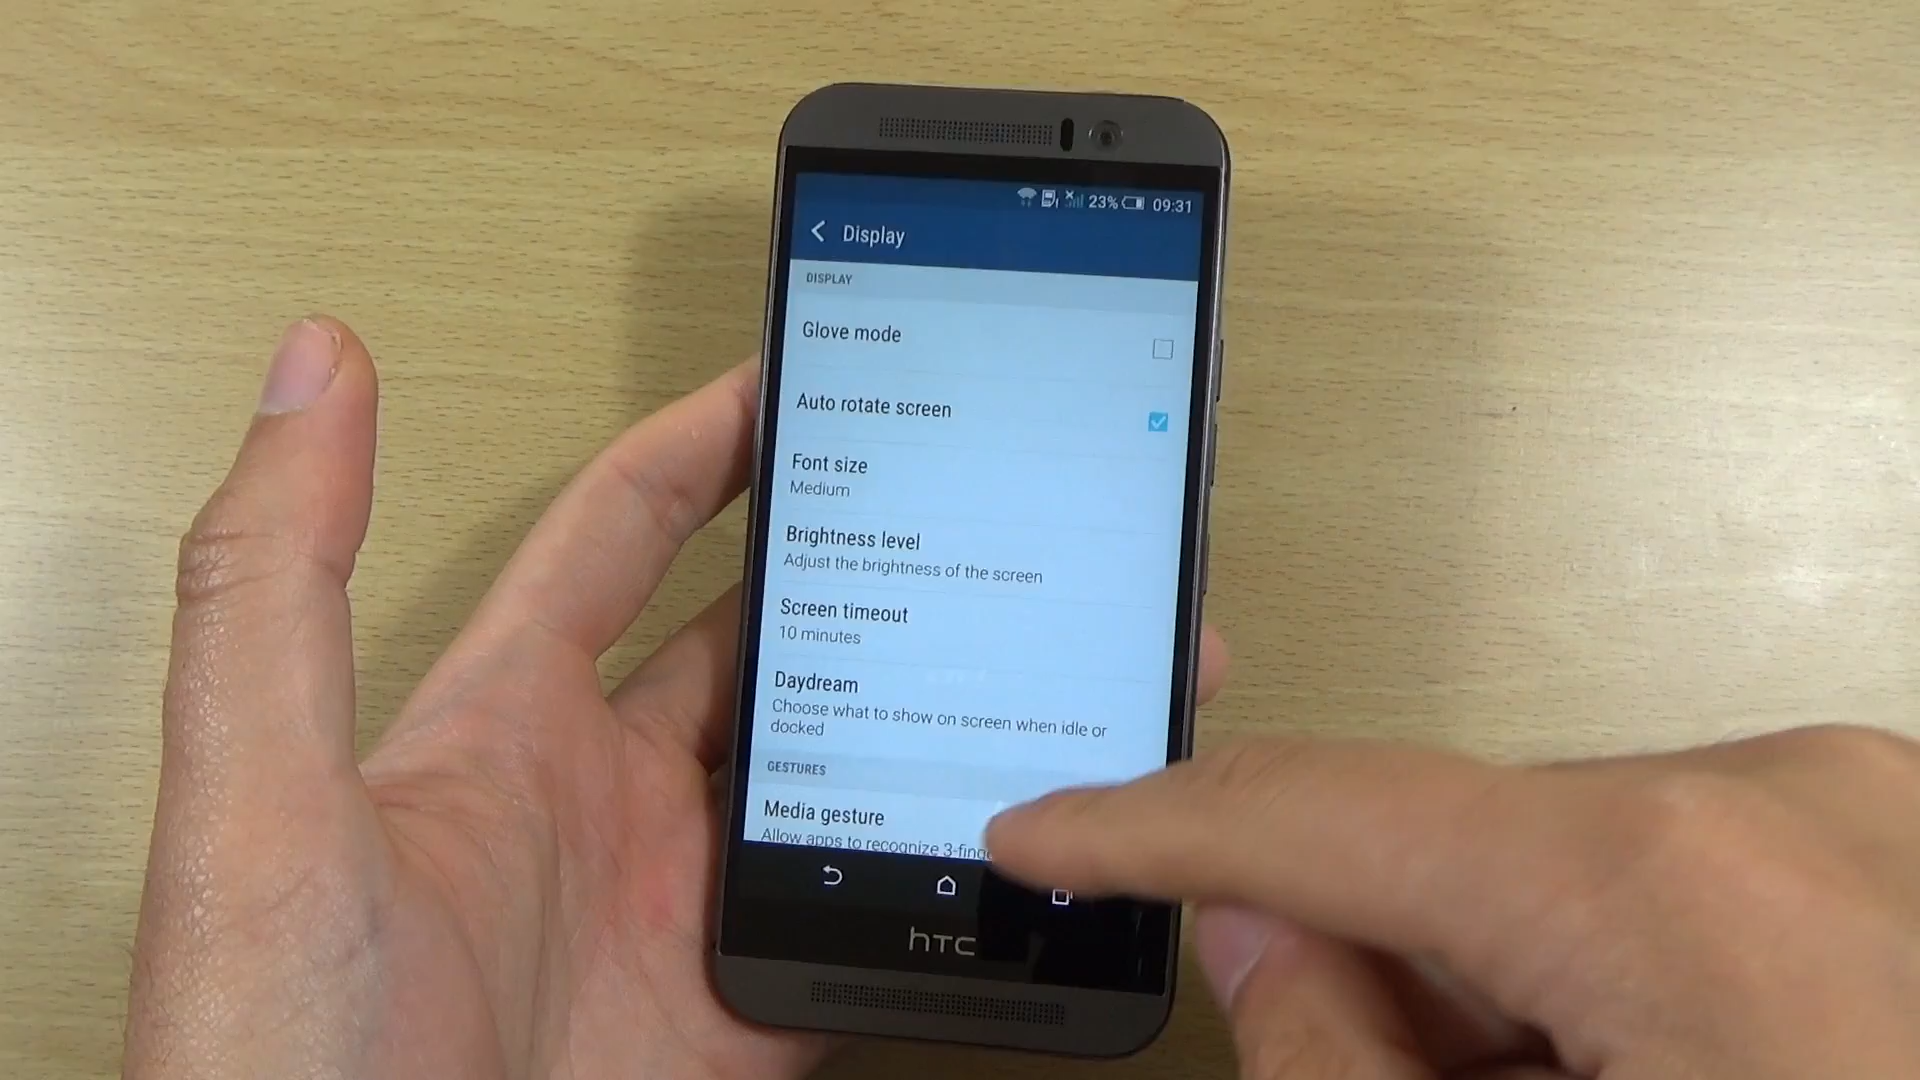 23% 09:31
Display
DISPLAY
Glove mode
Auto rotate screen
Font size
Medium
Brightness level
Adjust the brightness of the screen
Screen timeout
10 minutes
Daydream
Choose what to show on screen when idle or
docked
GESTURES
Media gesture
Allow apps to recognize
hTC